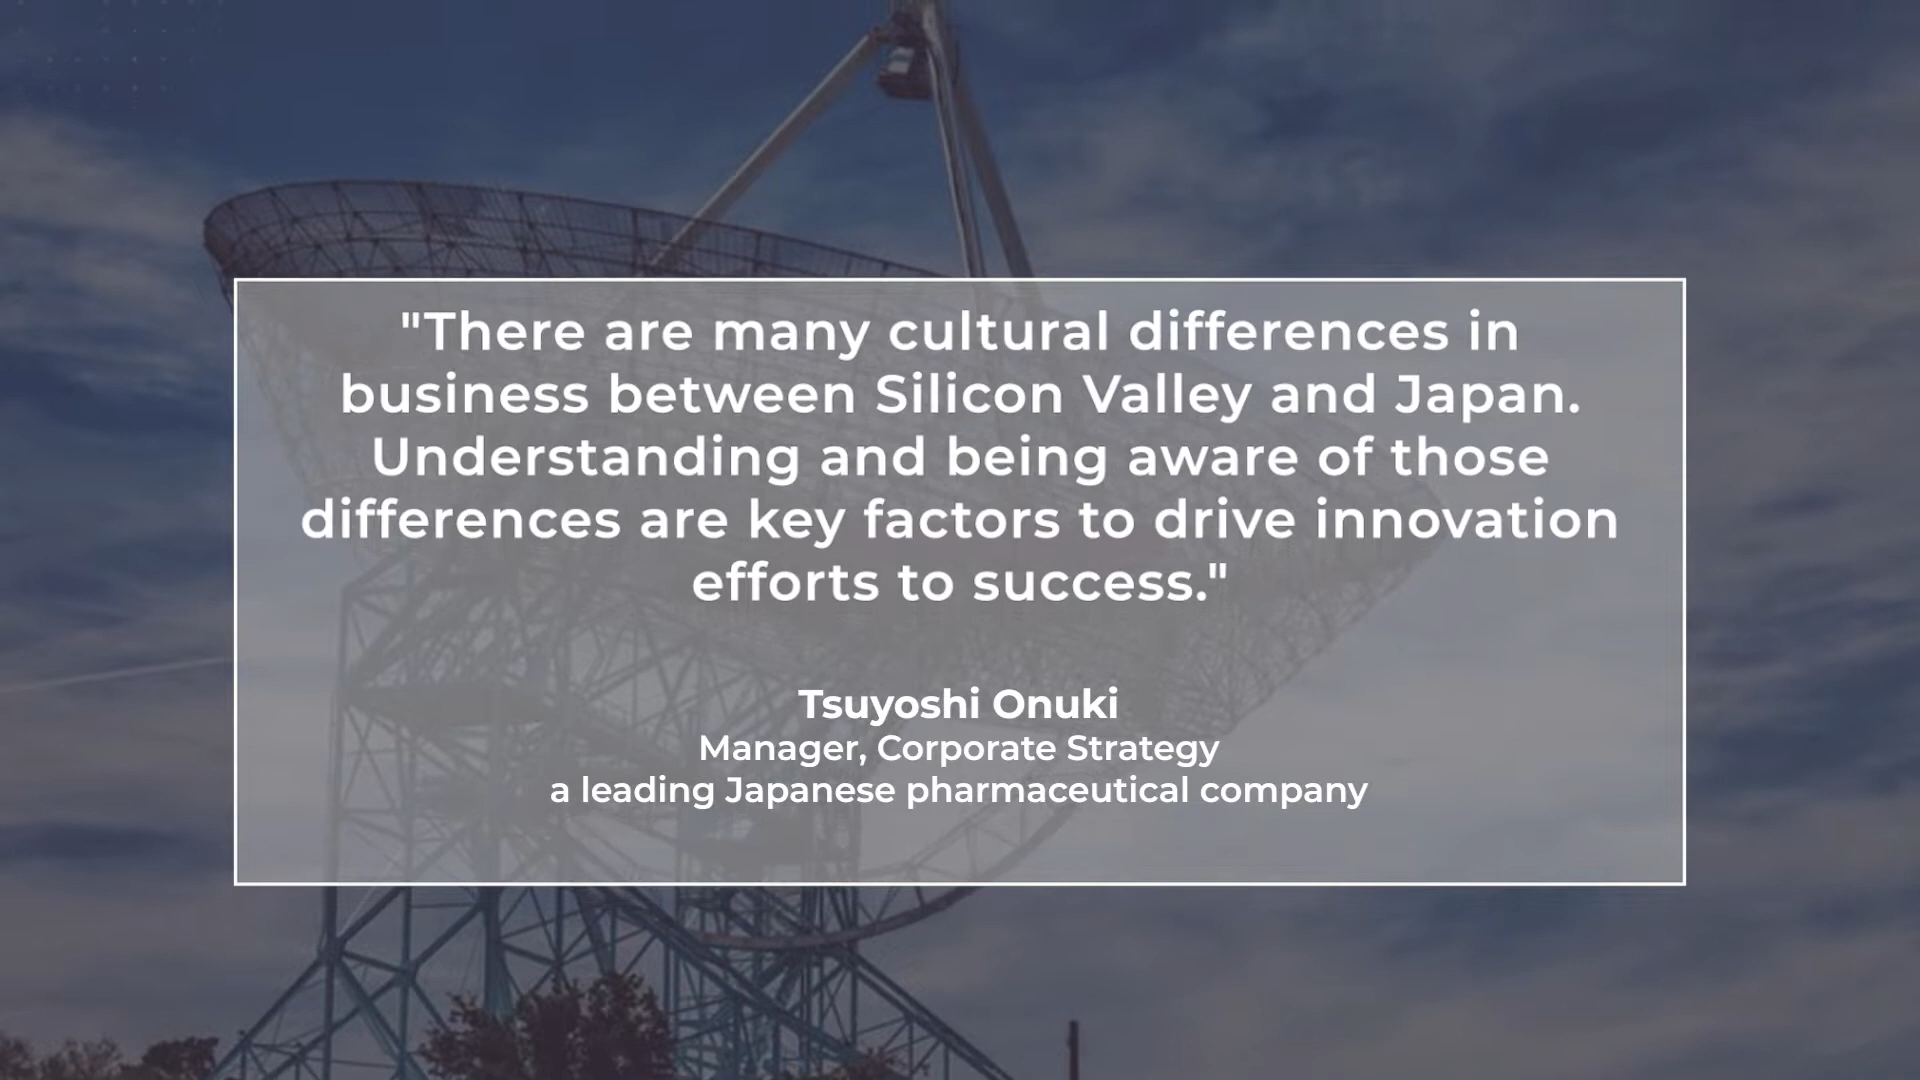 "There are many cultural differences in
business between Silicon Valley and Japan.
Understanding and being aware of those
differences are key factors to drive innovation
efforts to success."
Tsuyoshi Onuki
Manager, Corporate Strategy
a leading Japanese pharmaceutical company